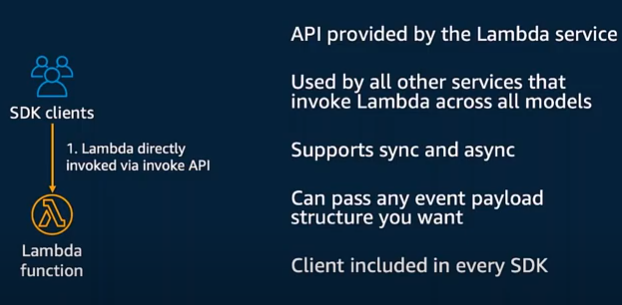 API provided by the Lambda service
Used by all other services that
invoke Lambda across all models
SDK clients
1. Lambda directly
invoked via invoke API
Supports sync and async
Can pass any event payload
structure you want
Lambda
function
Client included in every SDK